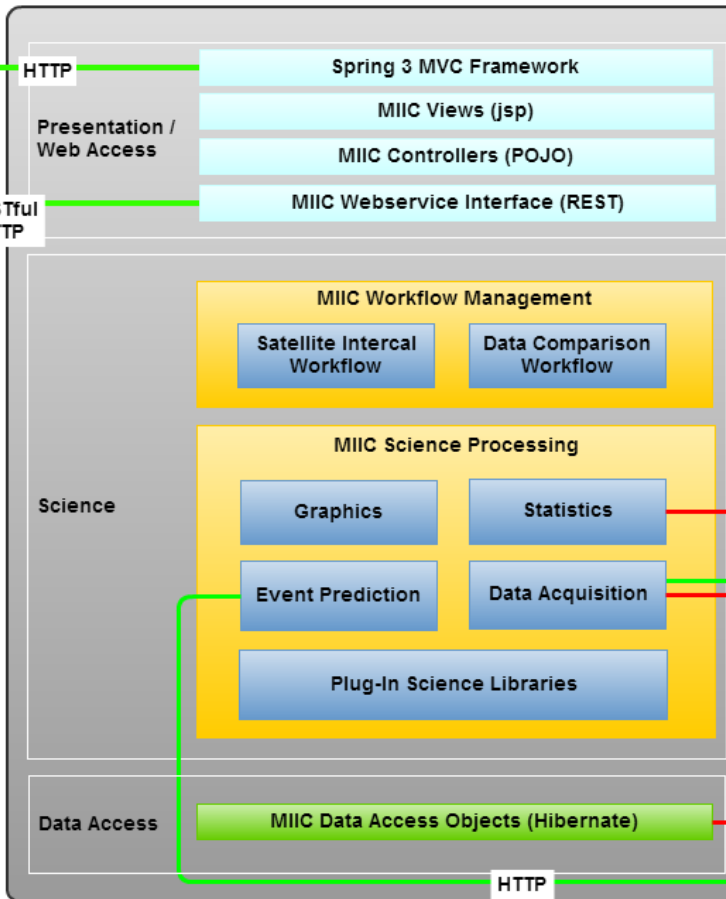 HTTP
Spring 3 MVC Framework
MIIC Views (jsp)
Presentation /
Web Access
MIIC Controllers (POJO)
MIIC Webservice Interface (REST)
MIIC Workflow Management
Satellite Intercal
Workflow
Data Comparison
Workflow
MIIC Science Processing
Science
Graphics
Statistics
Event Prediction
Data Acquisition
Plug-In Science Libraries
Data Access
MIIC Data Access Objects (Hibernate)
HTTP